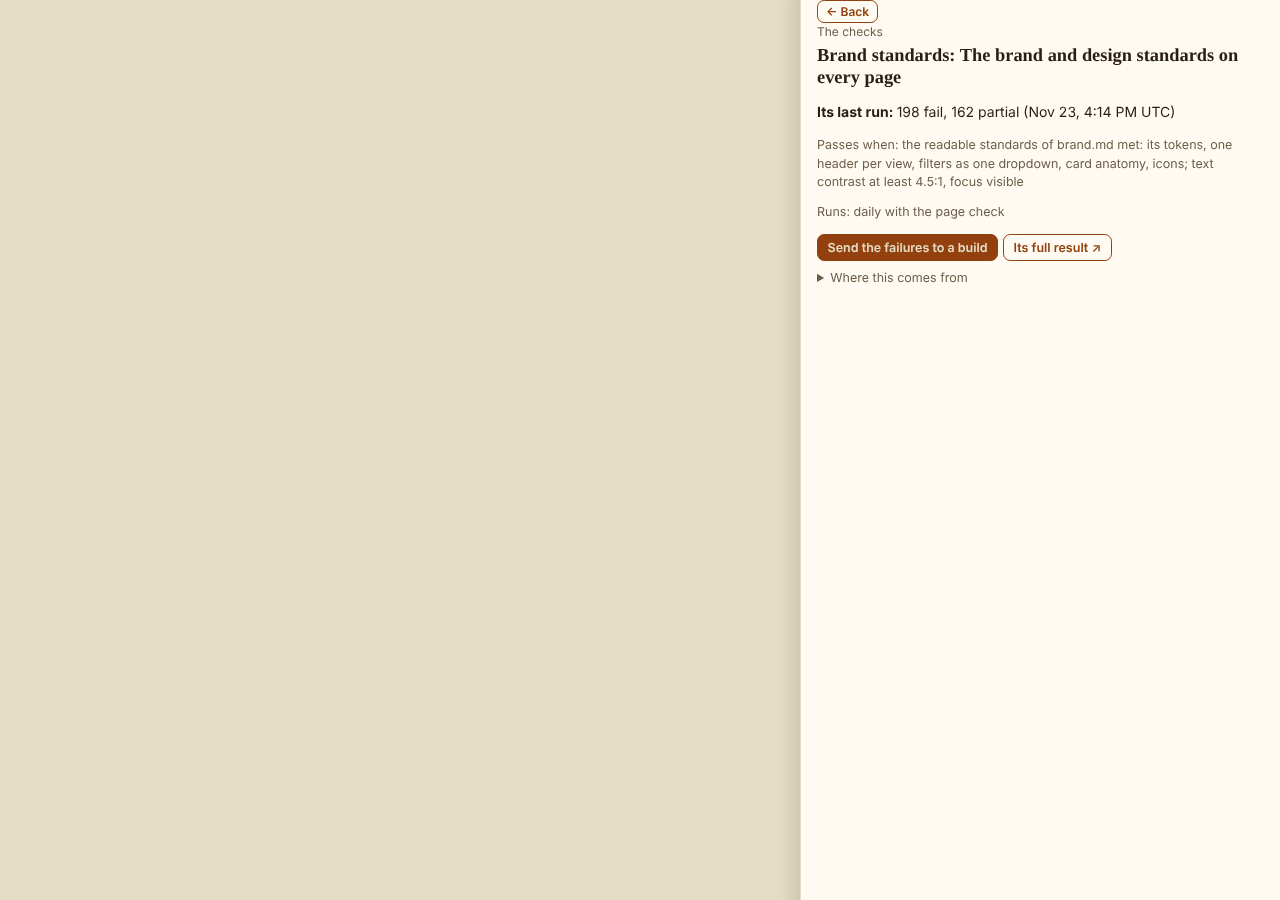 ← Back
The checks
Brand standards: The brand and design standards on
every page
Its last run: 198 fail, 162 partial (Nov 23, 4:14 PM UTC)
Passes when: the readable standards of brand.md met: its tokens, one
header per view, filters as one dropdown, card anatomy, icons; text
contrast at least 4.5:1, focus visible
Runs: daily with the page check
Send the failures to a build
Its full result ↗
▶ Where this comes from